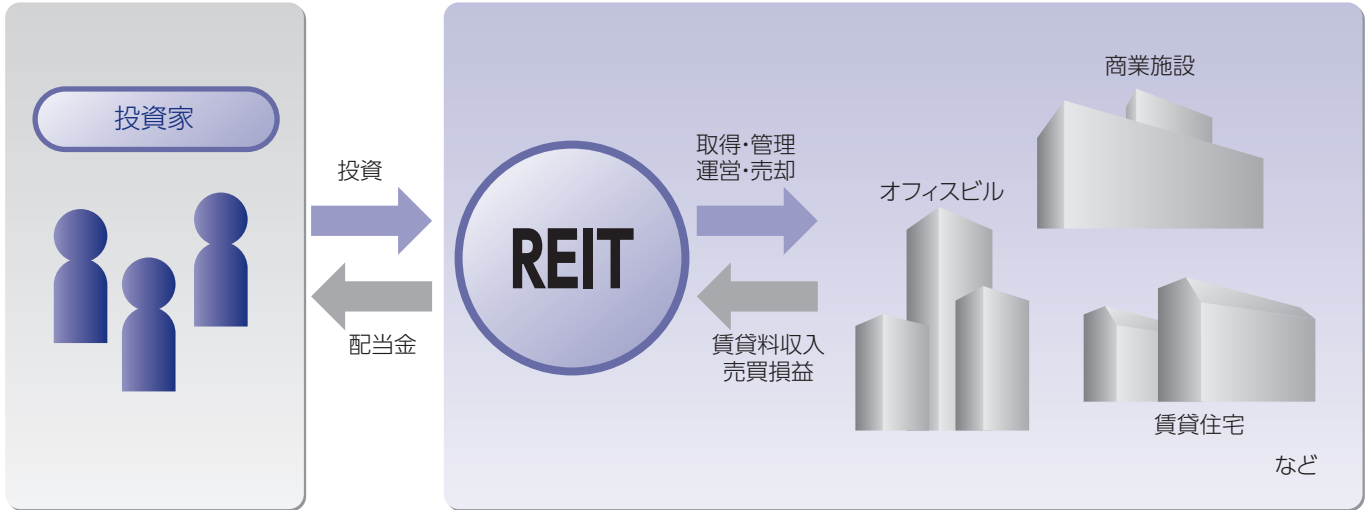 投資家
投資
配当金
REIT
取得・管理
運営・売却
賃貸料収入
売買損益
商業施設
オフィスビル
賃貸住宅
など